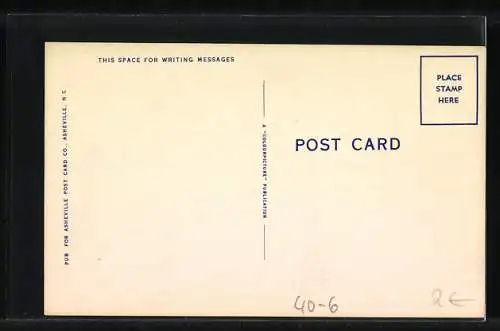 THIS SPACE FOR WRITING MESSAGES
PLACE
STAMP
HERE
POST CARD
PUB. FOR ASHEVILLE POST CARD CO., ASHEVILLE, N. C.
A "COLOURPICTURE" PUBLICATION
40-6
2€